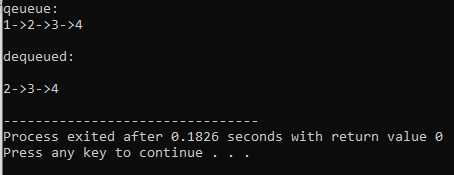 qeueue:
1->2->3->4
dequeued:
2->3->4
--------------------------------
Process exited after 0.1826 seconds with return value 0
Press any key to continue . . .